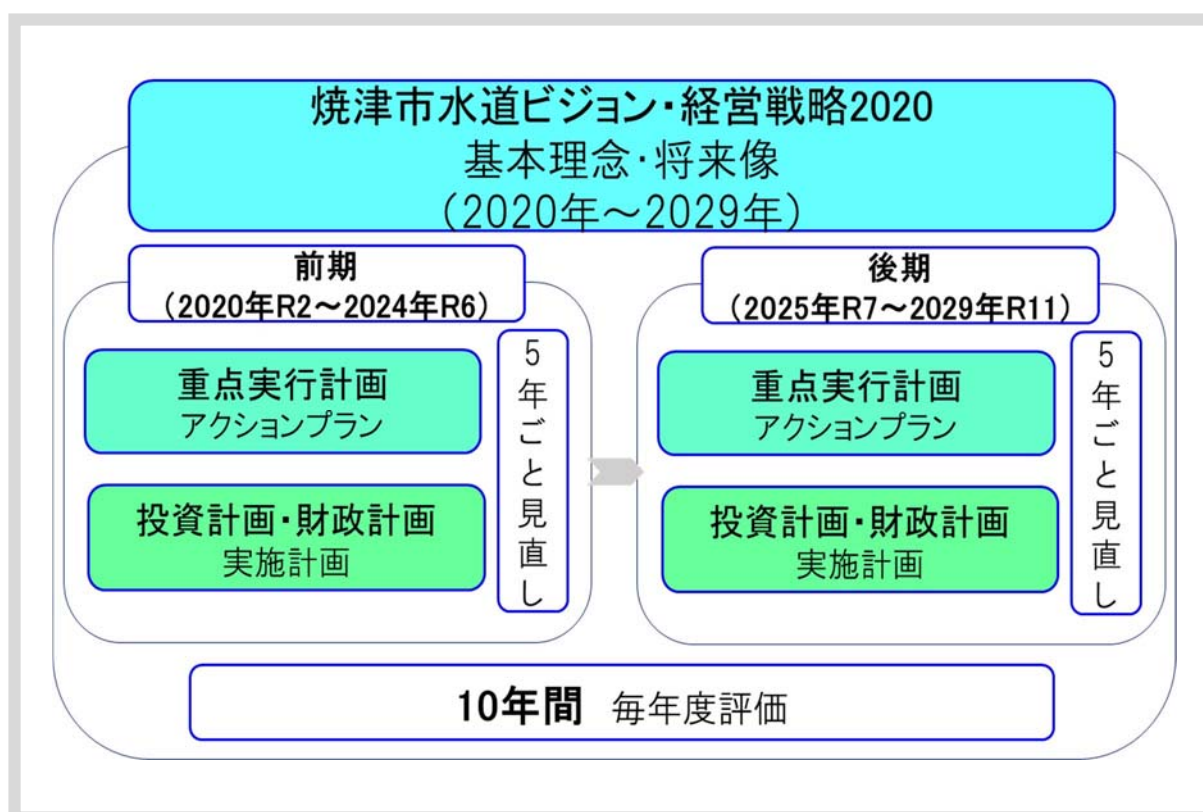 焼津市水道ビジョン・経営戦略2020
基本理念・将来像
(2020年～2029年)
前期
(2020年R2～2024年R6)
重点実行計画
アクションプラン
投資計画・財政計画
実施計画
5年ごと見直し
後期
(2025年R7～2029年R11)
重点実行計画
アクションプラン
投資計画・財政計画
実施計画
5年ごと見直し
10年間 毎年度評価